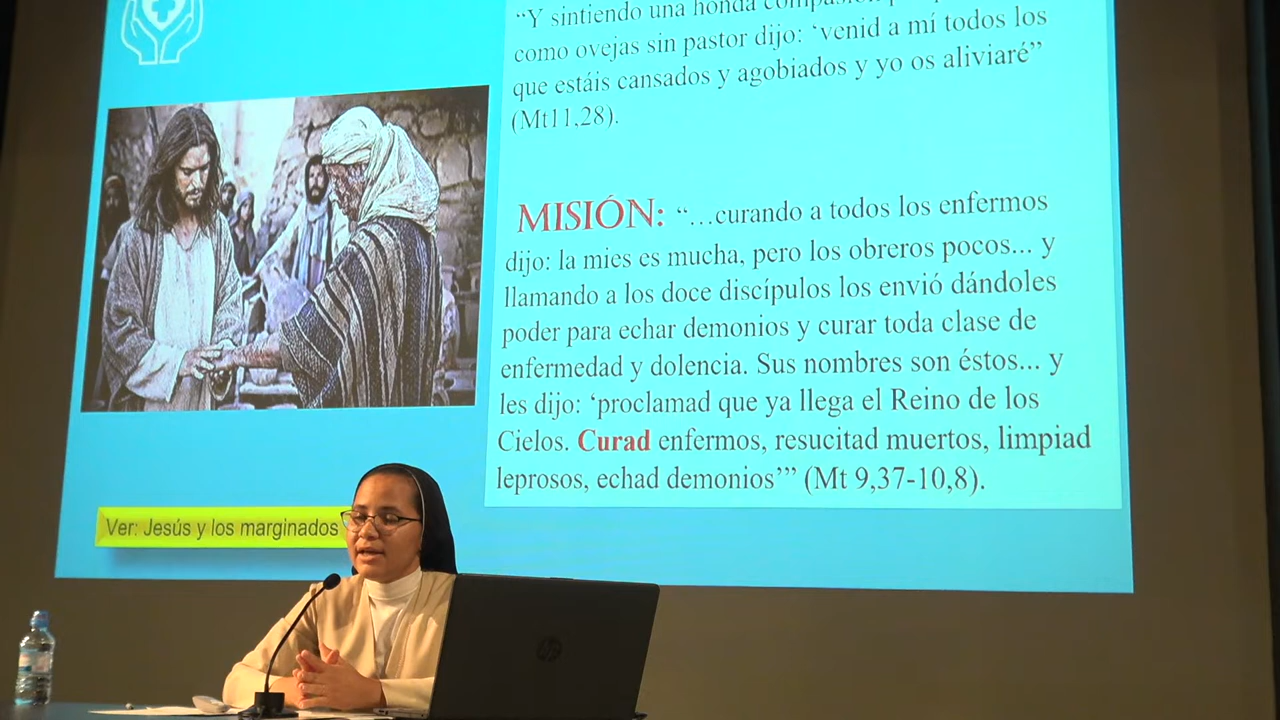 “Y sintiendo una honda compasión
como ovejas sin pastor dijo: ‘venid a mí todos los
que estáis cansados y agobiados y yo os aliviaré”
(Mt11,28).
MISIÓN: “…curando a todos los enfermos
dijo: la mies es mucha, pero los obreros pocos... y
llamando a los doce discípulos los envió dándoles
poder para echar demonios y curar toda clase de
enfermedad y dolencia. Sus nombres son éstos... y
les dijo: ‘proclamad que ya llega el Reino de los
Cielos. Curad enfermos, resucitad muertos, limpiad
leprosos, echad demonios’” (Mt 9,37-10,8).
Ver: Jesús y los marginados
hp